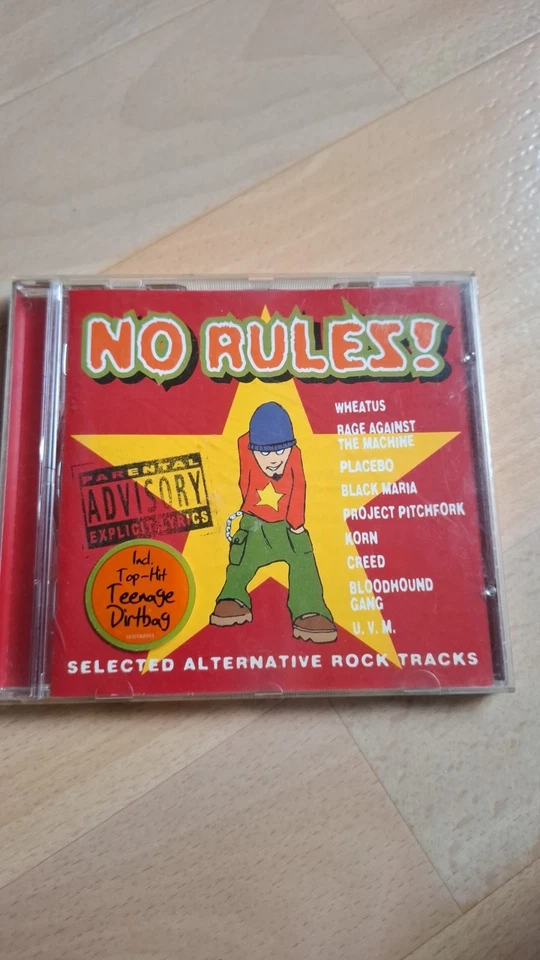 NO RULES!
WHEATUS
RAGE AGAINST
THE MACHINE
PLACEBO
BLACK MARIA
PROJECT PITCHFORK
KORN
CREED
BLOODHOUND
GANG
U. V. M.
PARENTAL
ADVISORY
EXPLICIT LYRICS
Incl.
Top-Hit
Teenage
Dirtbag
SELECTED ALTERNATIVE ROCK TRACKS